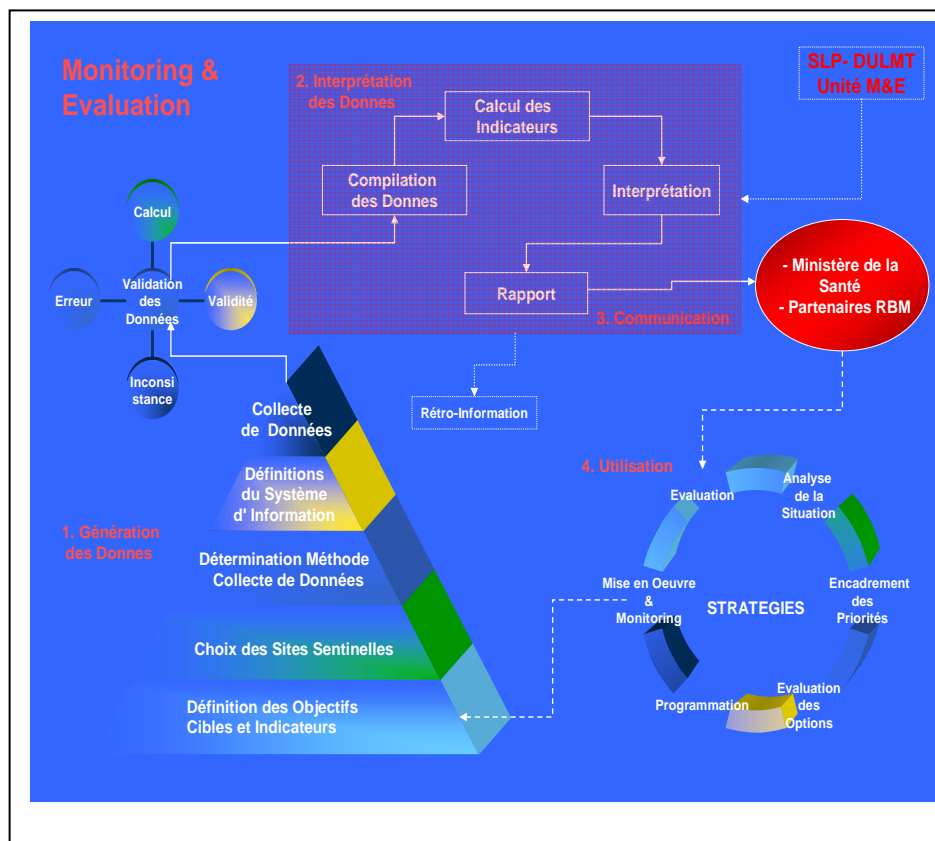 Monitoring &
Evaluation
2. Interprétation
des Donnes
Calcul des
Indicateurs
SLP- DULMT
Unité M&E
Compilation
des Donnes
Interprétation
Rapport
3. Communication
- Ministère de la
Santé
- Partenaires RBM
Calcul
Erreur
Validation
des
Données
Validité
Inconsi
stance
Rétro-Information
1. Génération
des Donnes
Collecte
de Données
Définitions
du Système
d' Information
Détermination Méthode
Collecte de Données
Choix des Sites Sentinelles
Définition des Objectifs
Cibles et Indicateurs
4. Utilisation
Evaluation
Analyse
de la
Situation
Mise en Oeuvre
&
Monitoring
STRATEGIES
Encadrement
des
Priorités
Programmation
Evaluation
des
Options